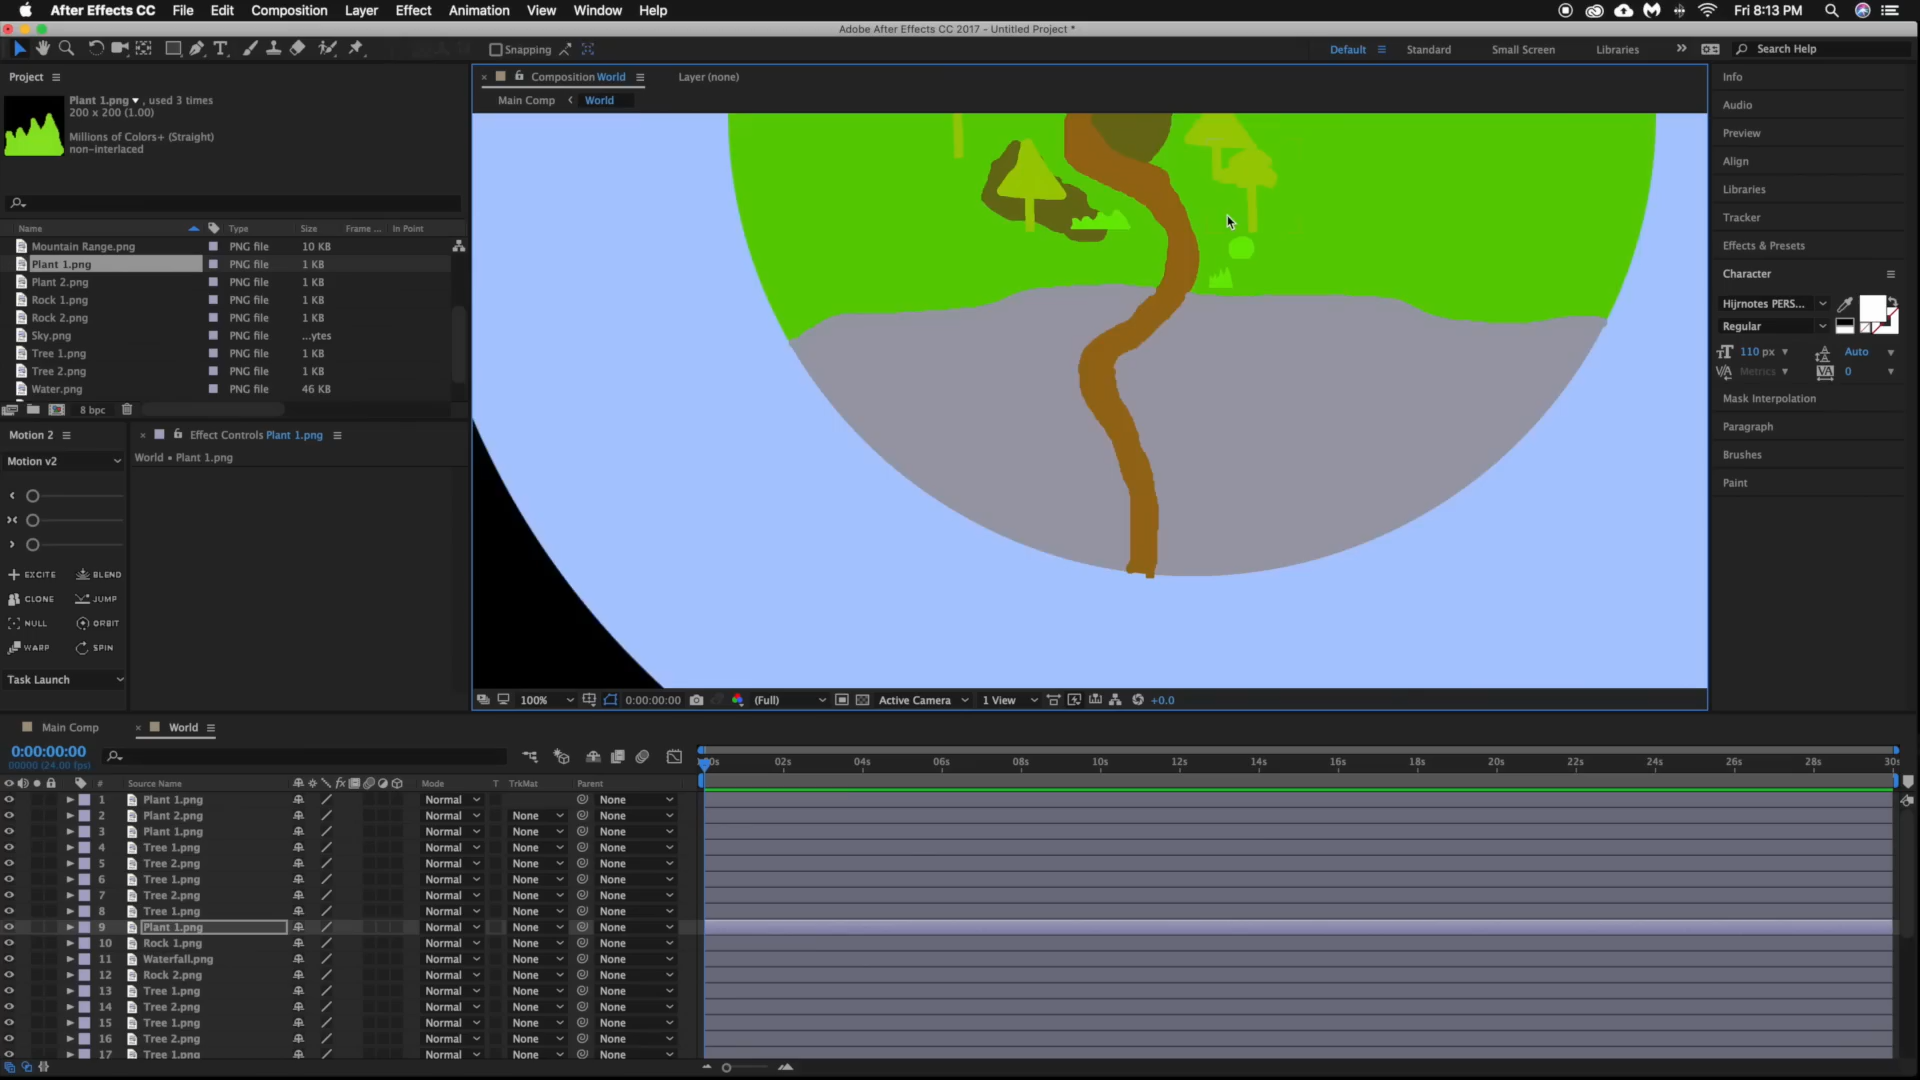 After Effects CC File Edit Composition Layer Effect Animation View Window Help Fri 8:13 PM
Adobe After Effects CC 2017 - Untitled Project *
Snapping Default Standard Small Screen Libraries Search Help
Project
Plant 1.png , used 3 times
200 x 200 (1.00)
Millions of Colors+ (Straight)
non-interlaced
Name Type Size Frame ... In Point
Mountain Range.png PNG file 10 KB
Plant 1.png PNG file 1 KB
Plant 2.png PNG file 1 KB
Rock 1.png PNG file 1 KB
Rock 2.png PNG file 1 KB
Sky.png PNG file ...ytes
Tree 1.png PNG file 1 KB
Tree 2.png PNG file 1 KB
Water.png PNG file 46 KB
8 bpc
Motion 2
Motion v2
EXCITE BLEND
CLONE JUMP
NULL ORBIT
WARP SPIN
Task Launch
Effect Controls Plant 1.png
World • Plant 1.png
Composition World Layer (none)
Main Comp World
100% 0:00:00:00 (Full) Active Camera 1 View +0.0
Info
Audio
Preview
Align
Libraries
Tracker
Effects & Presets
Character
Hijrnotes PERS...
Regular
110 px Auto
Metrics 0
Mask Interpolation
Paragraph
Brushes
Paint
Main Comp World
0:00:00:00
00000 (24.00 fps)
:00s 02s 04s 06s 08s 10s 12s 14s 16s 18s 20s 22s 24s 26s 28s 30s
# Source Name Mode T TrkMat Parent
1 Plant 1.png Normal None
2 Plant 2.png Normal None None
3 Plant 1.png Normal None None
4 Tree 1.png Normal None None
5 Tree 2.png Normal None None
6 Tree 1.png Normal None None
7 Tree 2.png Normal None None
8 Tree 1.png Normal None None
9 Plant 1.png Normal None None
10 Rock 1.png Normal None None
11 Waterfall.png Normal None None
12 Rock 2.png Normal None None
13 Tree 1.png Normal None None
14 Tree 2.png Normal None None
15 Tree 1.png Normal None None
16 Tree 2.png Normal None None
17 Tree 1.png Normal None None